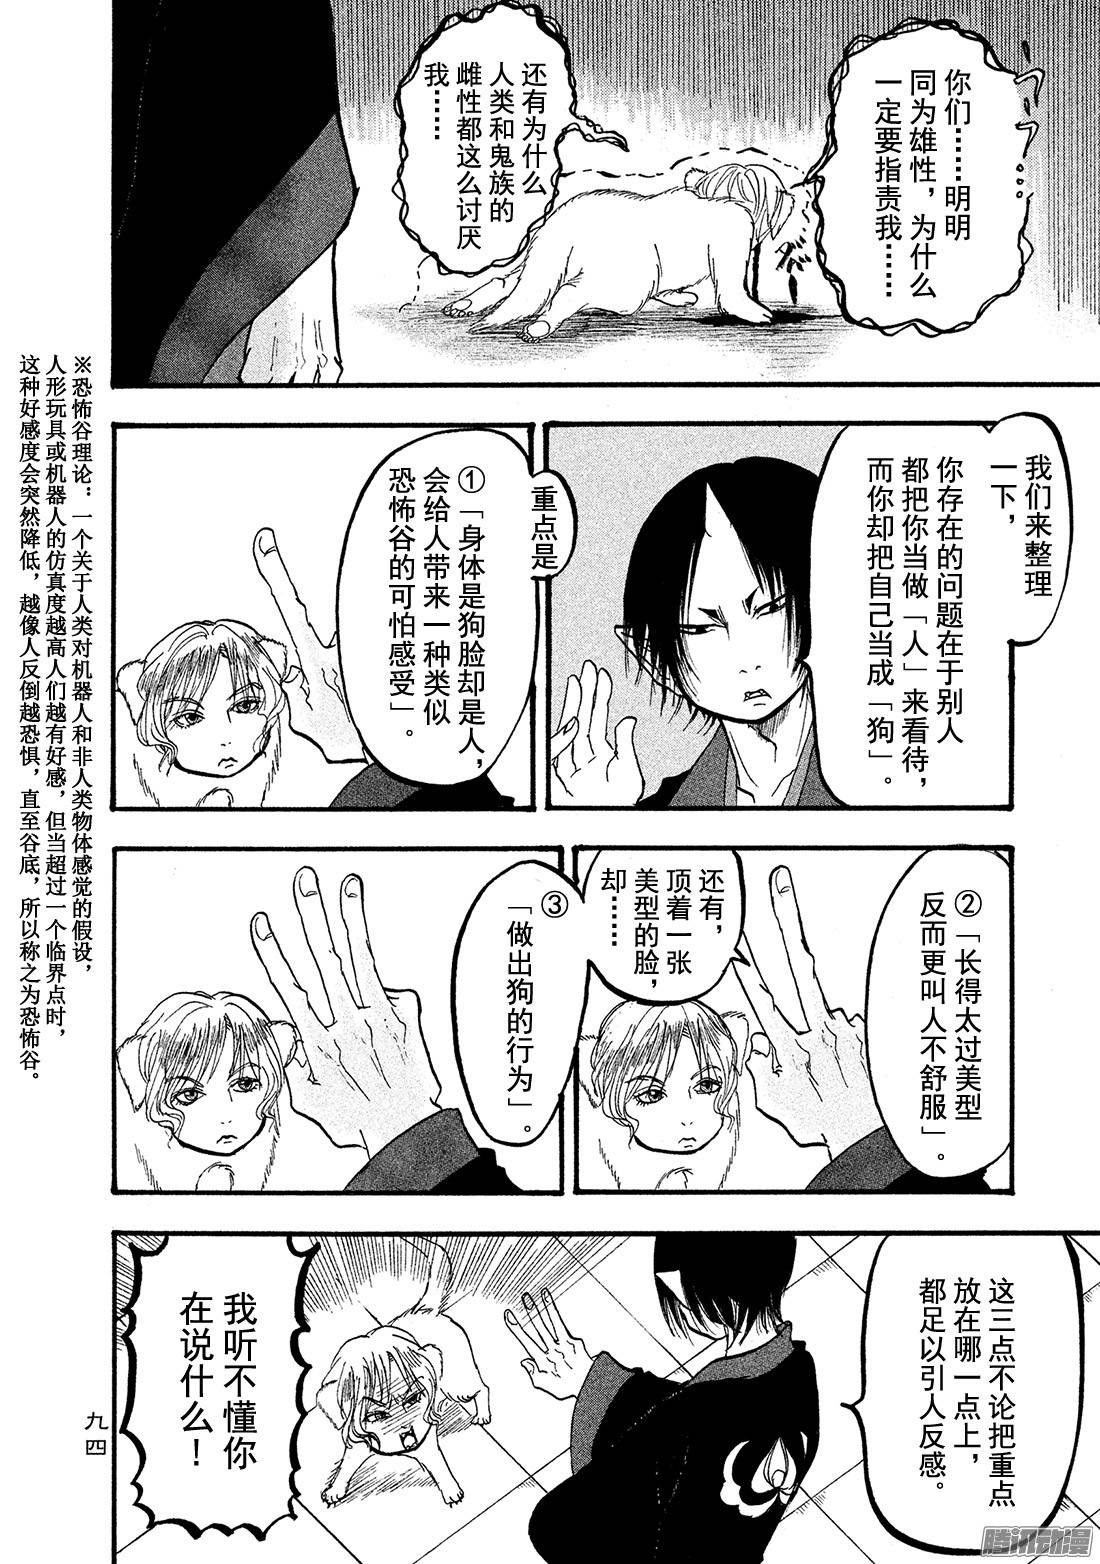 呜呜…
你们……明明
同为雄性，为什么
一定要指责我……
还有为什么
人类和鬼族的
雌性都这么讨厌
我……
我们来整理
一下，
你存在的问题在于别人
都把你当做「人」来看待，
而你却把自己当成「狗」。
重点是
①「身体是狗脸却是人，
会给人带来一种类似
恐怖谷的可怕感受」。
②「长得太过美型
反而更叫人不舒服」。
还有，
顶着一张
美型的脸，
却……
③
「做出狗的行为」。
这三点不论把重点
放在哪一点上，
都足以引人反感。
我听不懂你
在说什么！
※恐怖谷理论：一个关于人类对机器人和非人类物体感觉的假设，
人形玩具或机器人的仿真度越高人们越有好感，但当超过一个临界点时，
这种好感度会突然降低，越像人反倒越恐惧，直至谷底，所以称之为恐怖谷。
九四
腾讯动漫